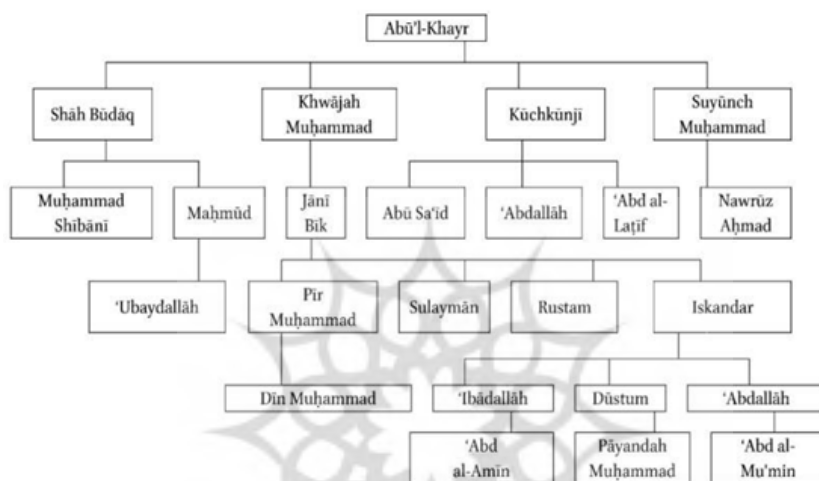 Abū'l-Khayr
Shāh Būdāq
Khwājah
Muḥammad
Kūchkūnjī
Suyūnch
Muḥammad
Muḥammad
Shībānī
Maḥmūd
Jānī
Bīk
Abū Sa'īd
'Abdallāh
'Abd al-
Laṭīf
Nawrūz
Aḥmad
'Ubaydallāh
Pīr
Muḥammad
Sulaymān
Rustam
Iskandar
Dīn Muḥammad
'Ibādallāh
Dūstum
'Abdallāh
'Abd
al-Amīn
Pāyandah
Muḥammad
'Abd al-
Mu'min